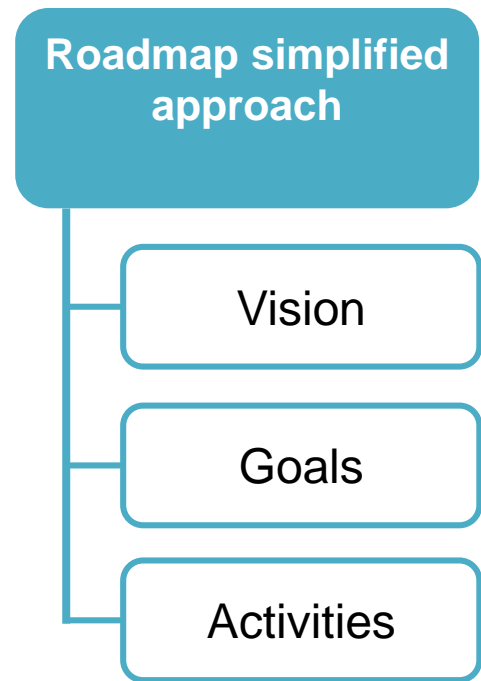 Roadmap simplified
approach
Vision
Goals
Activities